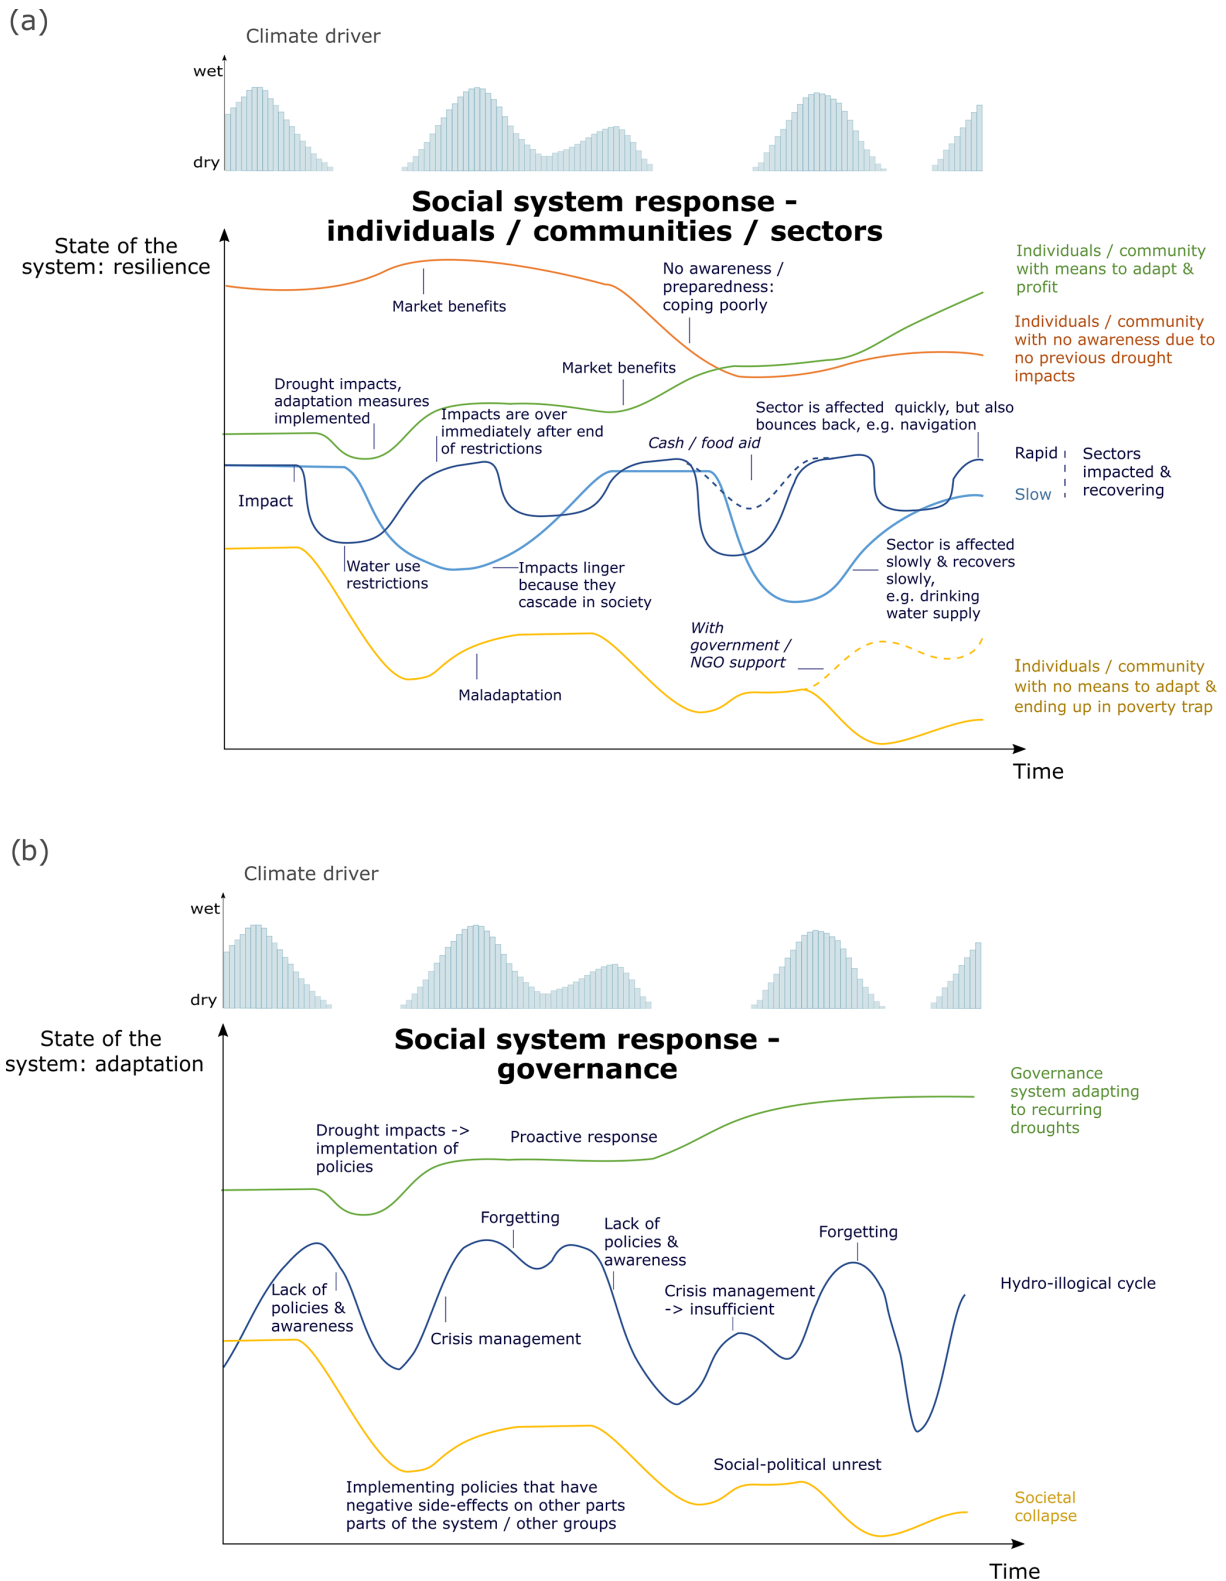 (a)
Climate driver
wet
dry
Social system response -
individuals / communities / sectors
State of the
system: resilience
Market benefits
No awareness /
preparedness:
coping poorly
Individuals / community
with means to adapt &
profit
Individuals / community
with no awareness due to
no previous drought
impacts
Market benefits
Drought impacts,
adaptation measures
implemented
Impacts are over
immediately after end
of restrictions
Cash / food aid
Sector is affected quickly, but also
bounces back, e.g. navigation
Rapid
Slow
Sectors
impacted &
recovering
Impact
Water use
restrictions
Impacts linger
because they
cascade in society
Sector is affected
slowly & recovers
slowly,
e.g. drinking
water supply
With
government /
NGO support
Maladaptation
Individuals / community
with no means to adapt &
ending up in poverty trap
Time
(b)
Climate driver
wet
dry
Social system response -
governance
State of the
system: adaptation
Governance
system adapting
to recurring
droughts
Drought impacts ->
implementation of
policies
Proactive response
Forgetting
Lack of
policies &
awareness
Forgetting
Lack of
policies &
awareness
Crisis management
-> insufficient
Hydro-illogical cycle
Crisis management
Social-political unrest
Implementing policies that have
negative side-effects on other parts
parts of the system / other groups
Societal
collapse
Time